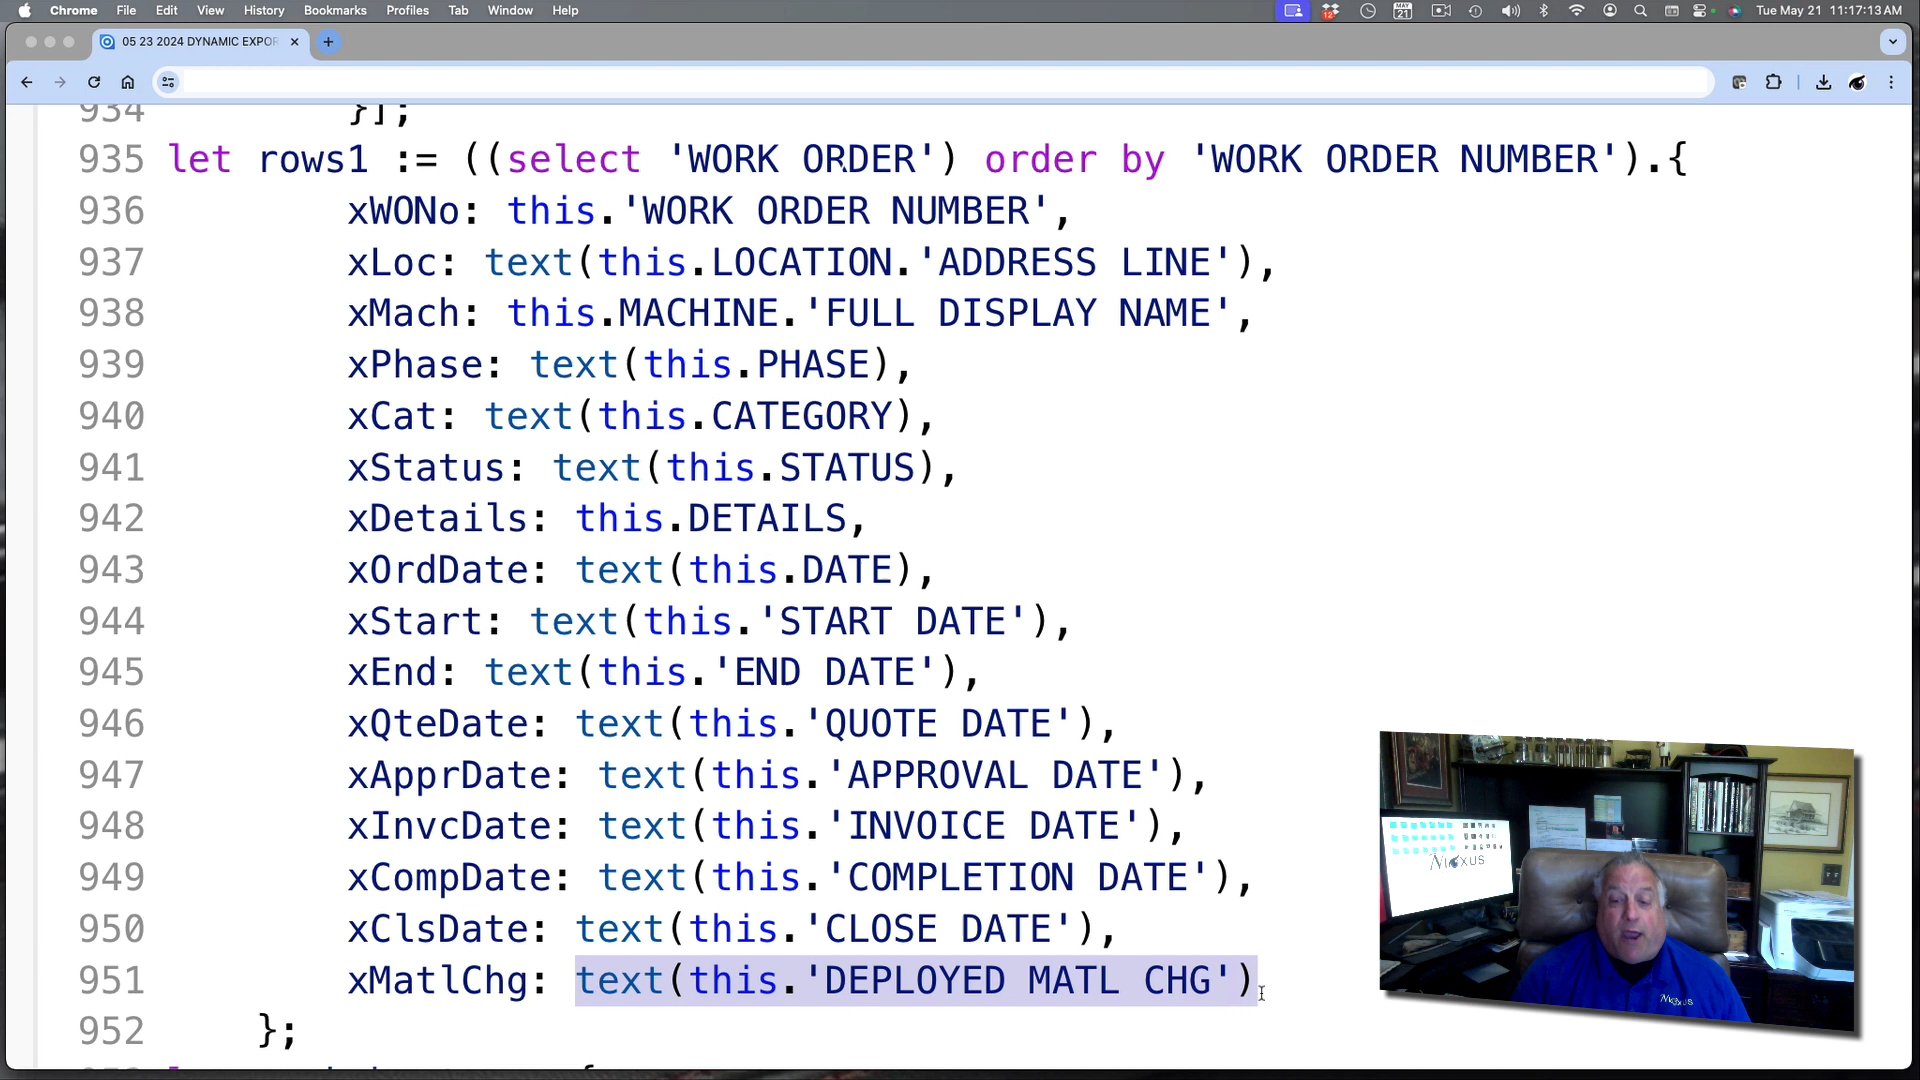 Chrome File Edit View History Bookmarks Profiles Tab Window Help
12 MAY 21 Tue May 21 11:17:13 AM
05 23 2024 DYNAMIC EXPOR
934 }];
935 let rows1 := ((select 'WORK ORDER') order by 'WORK ORDER NUMBER').{
936 xWONo: this.'WORK ORDER NUMBER',
937 xLoc: text(this.LOCATION.'ADDRESS LINE'),
938 xMach: this.MACHINE.'FULL DISPLAY NAME',
939 xPhase: text(this.PHASE),
940 xCat: text(this.CATEGORY),
941 xStatus: text(this.STATUS),
942 xDetails: this.DETAILS,
943 xOrdDate: text(this.DATE),
944 xStart: text(this.'START DATE'),
945 xEnd: text(this.'END DATE'),
946 xQteDate: text(this.'QUOTE DATE'),
947 xApprDate: text(this.'APPROVAL DATE'),
948 xInvcDate: text(this.'INVOICE DATE'),
949 xCompDate: text(this.'COMPLETION DATE'),
950 xClsDate: text(this.'CLOSE DATE'),
951 xMatlChg: text(this.'DEPLOYED MATL CHG')
952 };